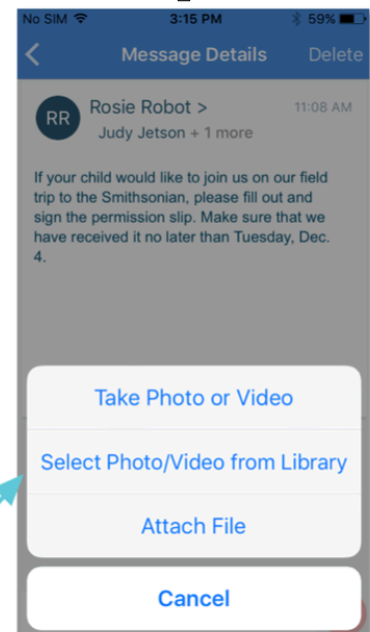 No SIM 3:15 PM 59%
Message Details Delete
RR Rosie Robot > 11:08 AM
Judy Jetson + 1 more
If your child would like to join us on our field
trip to the Smithsonian, please fill out and
sign the permission slip. Make sure that we
have received it no later than Tuesday, Dec.
4.
Take Photo or Video
Select Photo/Video from Library
Attach File
Cancel